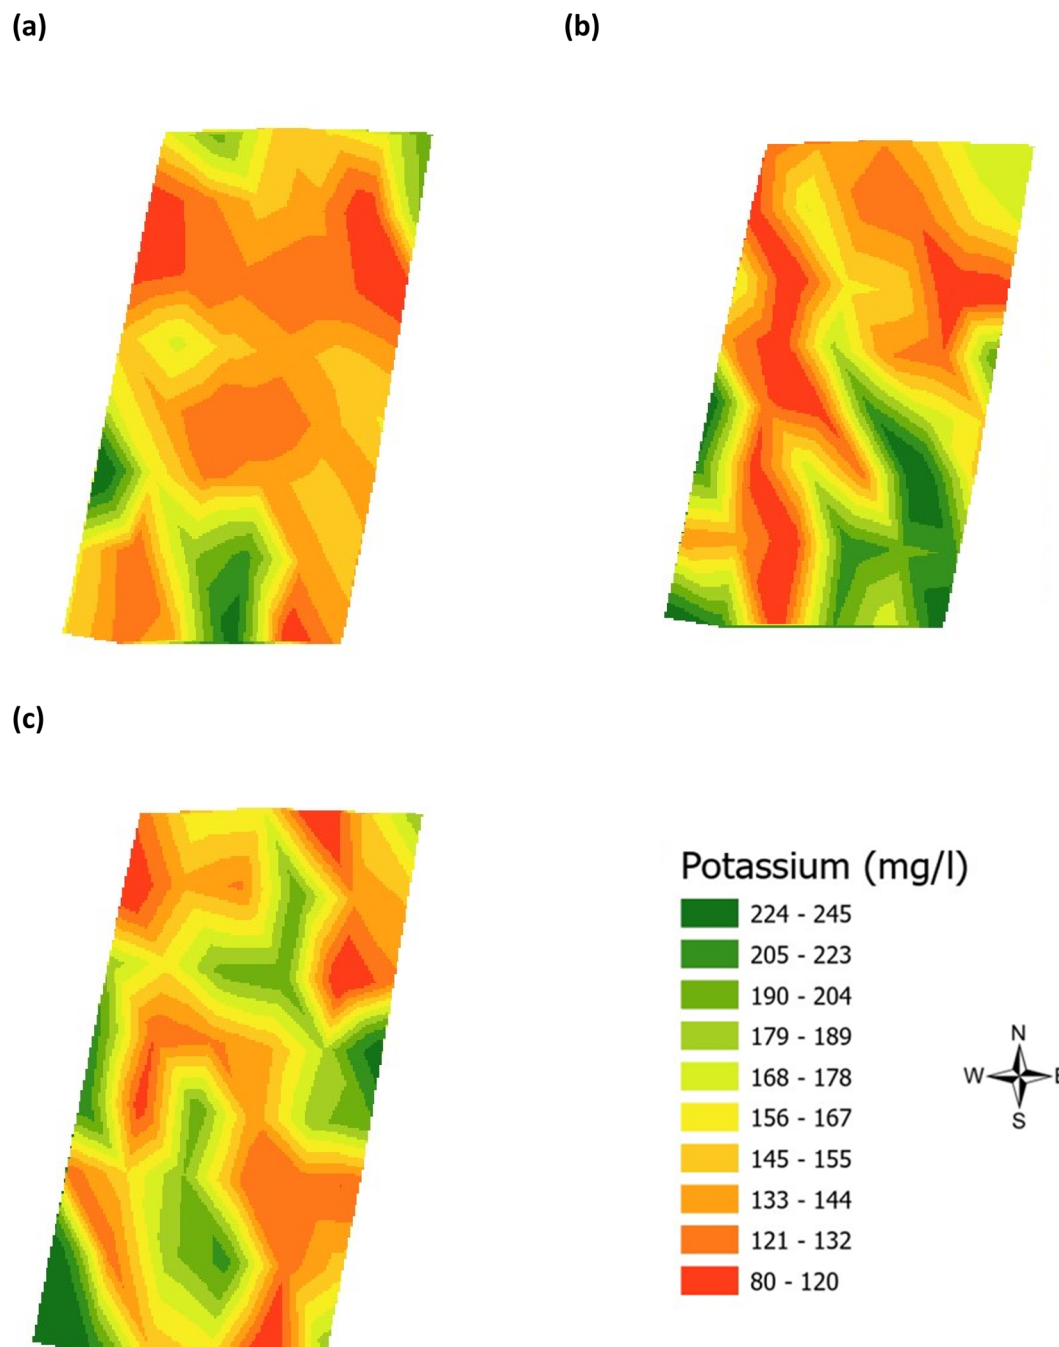 (a)
(b)
(c)
Potassium (mg/l)
224 - 245
205 - 223
190 - 204
179 - 189
168 - 178
156 - 167
145 - 155
133 - 144
121 - 132
80 - 120
N
W
E
S